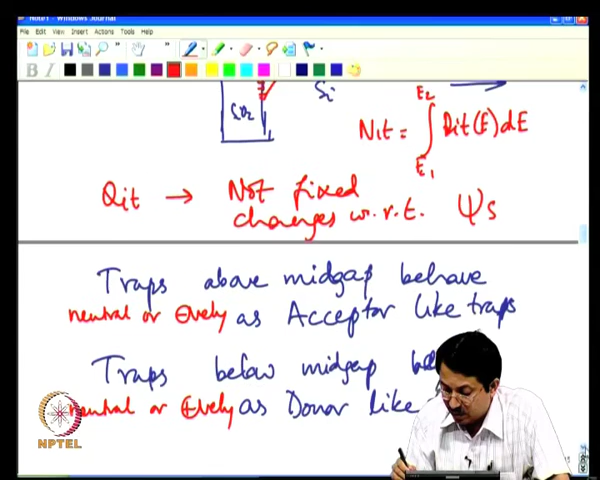 Note1 - Windows Journal
File Edit View Insert Actions Tools Help
B I
SiO2
Si
Nit = ∫ Dit(E) dE
E2
E1
Qit → Not fixed
changes w.r.t. Ψs
Traps above midgap behave
neutral or ⊖vely as Acceptor like traps
Traps below midgap
neutral or ⊕vely as Donor like
NPTEL